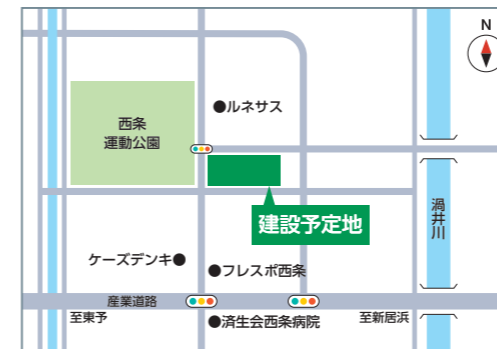 N
●ルネサス
西条
運動公園
建設予定地
渦井川
ケーズデンキ●
●フレスポ西条
産業道路
至東予
●済生会西条病院
至新居浜